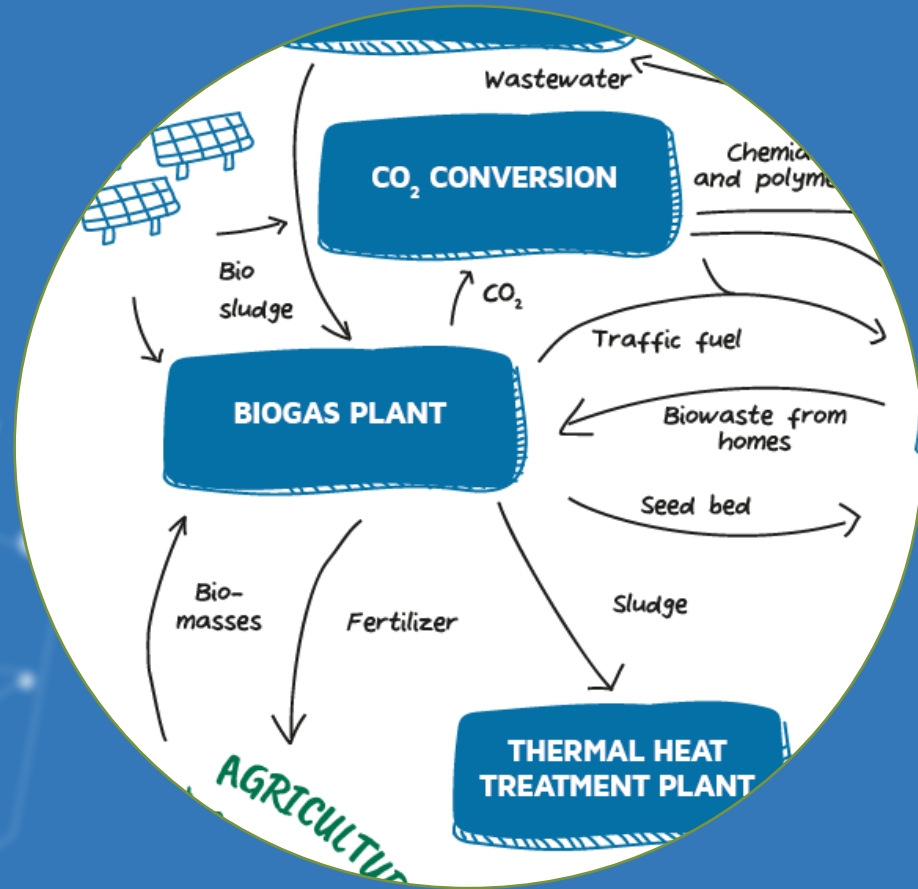 Wastewater
CO₂ CONVERSION
and
Bio
sludge
CO₂
Traffic fuel
BIOGAS PLANT
Biowaste from
homes
Seed bed
Bio-
masses
Fertilizer
Sludge
THERMAL HEAT
TREATMENT PLANT